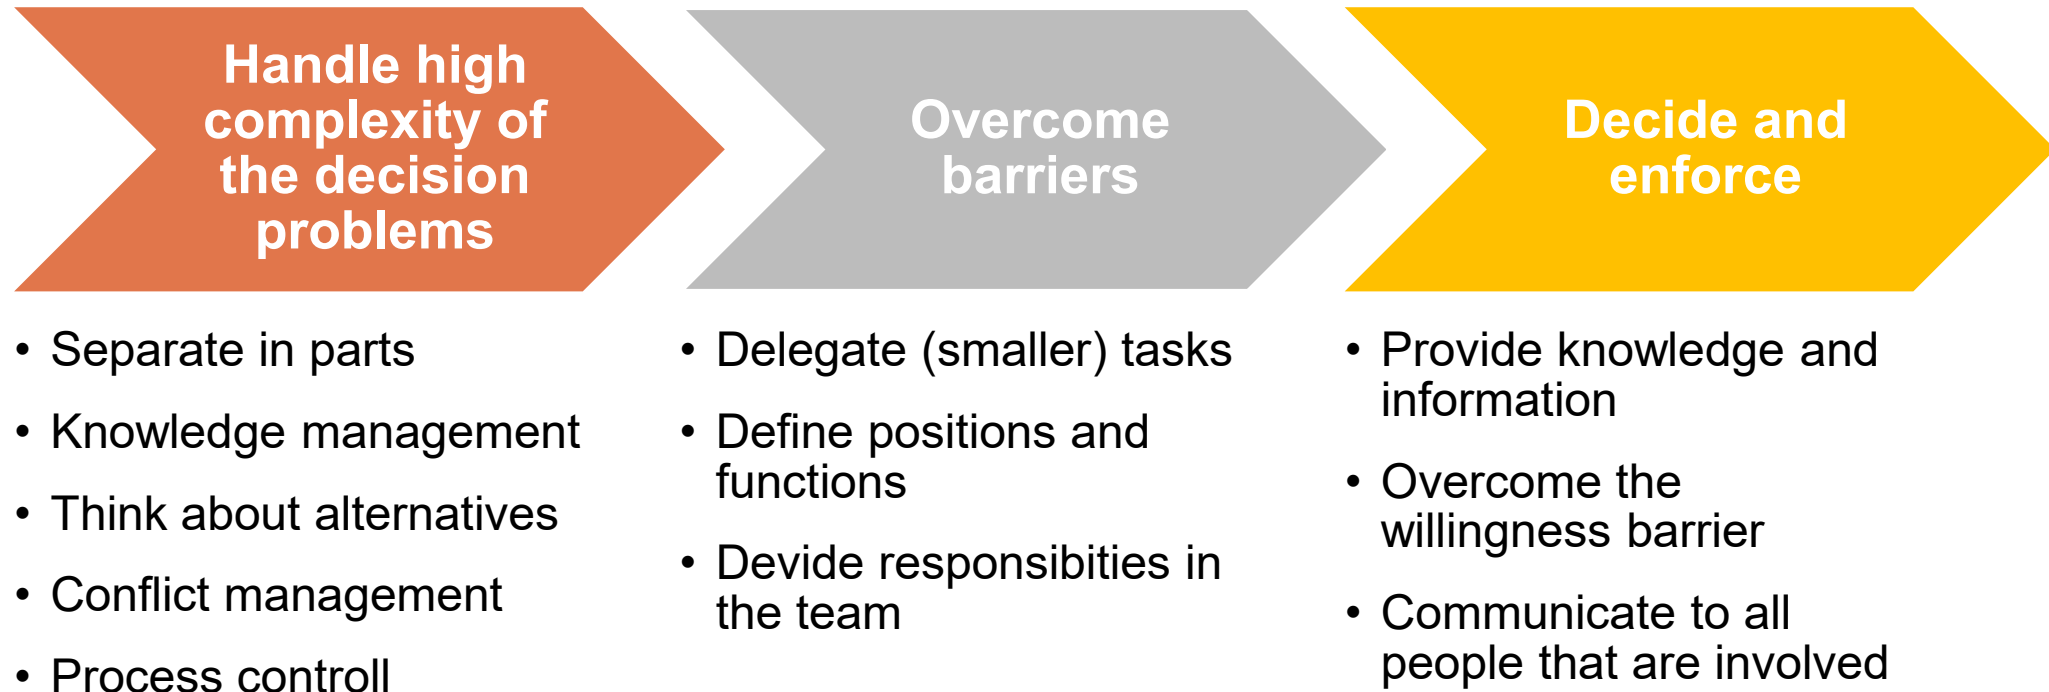 Handle high
complexity of
the decision
problems
• Separate in parts
• Knowledge management
• Think about alternatives
• Conflict management
• Process controll
Overcome
barriers
• Delegate (smaller) tasks
• Define positions and
functions
• Devide responsibities in
the team
Decide and
enforce
• Provide knowledge and
information
• Overcome the
willingness barrier
• Communicate to all
people that are involved